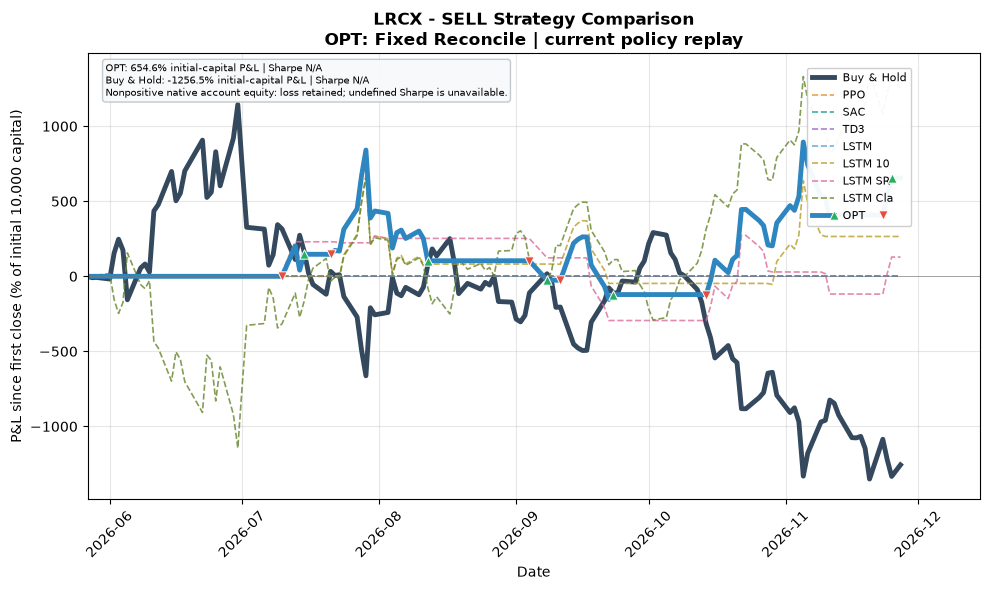 LRCX - SELL Strategy Comparison
OPT: Fixed Reconcile | current policy replay
OPT: 654.6% initial-capital P&L | Sharpe N/A
Buy & Hold: -1256.5% initial-capital P&L | Sharpe N/A
Nonpositive native account equity: loss retained; undefined Sharpe is unavailable.
Buy & Hold
PPO
SAC
TD3
LSTM
LSTM 10
LSTM SP
LSTM Cla
OPT
P&L since first close (% of initial 10,000 capital)
1000
500
0
−500
−1000
2026-06
2026-07
2026-08
2026-09
2026-10
2026-11
2026-12
Date